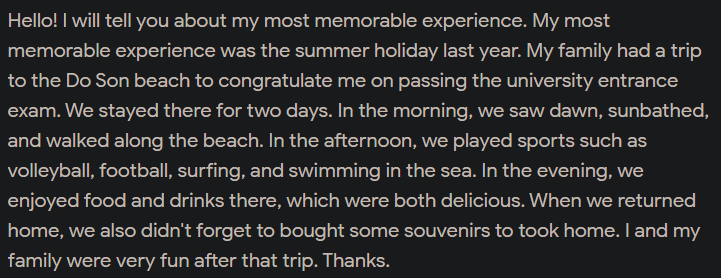 Hello! I will tell you about my most memorable experience. My most
memorable experience was the summer holiday last year. My family had a trip
to the Do Son beach to congratulate me on passing the university entrance
exam. We stayed there for two days. In the morning, we saw dawn, sunbathed,
and walked along the beach. In the afternoon, we played sports such as
volleyball, football, surfing, and swimming in the sea. In the evening, we
enjoyed food and drinks there, which were both delicious. When we returned
home, we also didn't forget to bought some souvenirs to took home. I and my
family were very fun after that trip. Thanks.